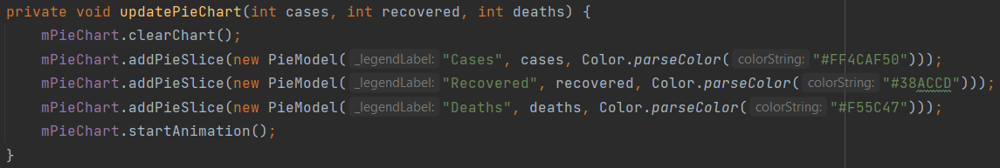 private void updatePieChart(int cases, int recovered, int deaths) {
mPieChart.clearChart();
mPieChart.addPieSlice(new PieModel( _legendLabel: "Cases", cases, Color.parseColor( colorString: "#FF4CAF50")));
mPieChart.addPieSlice(new PieModel( _legendLabel: "Recovered", recovered, Color.parseColor( colorString: "#38ACCD")));
mPieChart.addPieSlice(new PieModel( _legendLabel: "Deaths", deaths, Color.parseColor( colorString: "#F55C47")));
mPieChart.startAnimation();
}